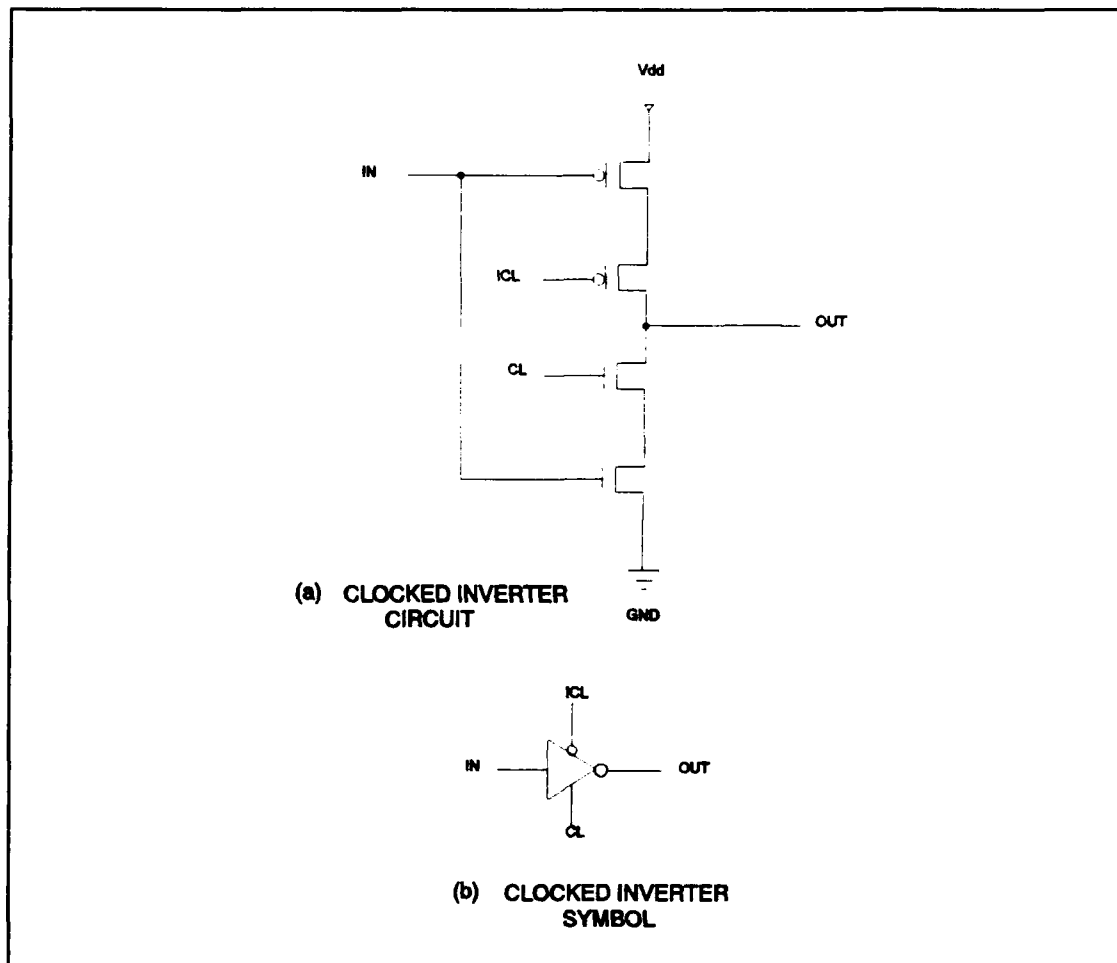 Vdd
IN
ICL
OUT
CL
(a) CLOCKED INVERTER
CIRCUIT
GND
ICL
IN
OUT
CL
(b) CLOCKED INVERTER
SYMBOL